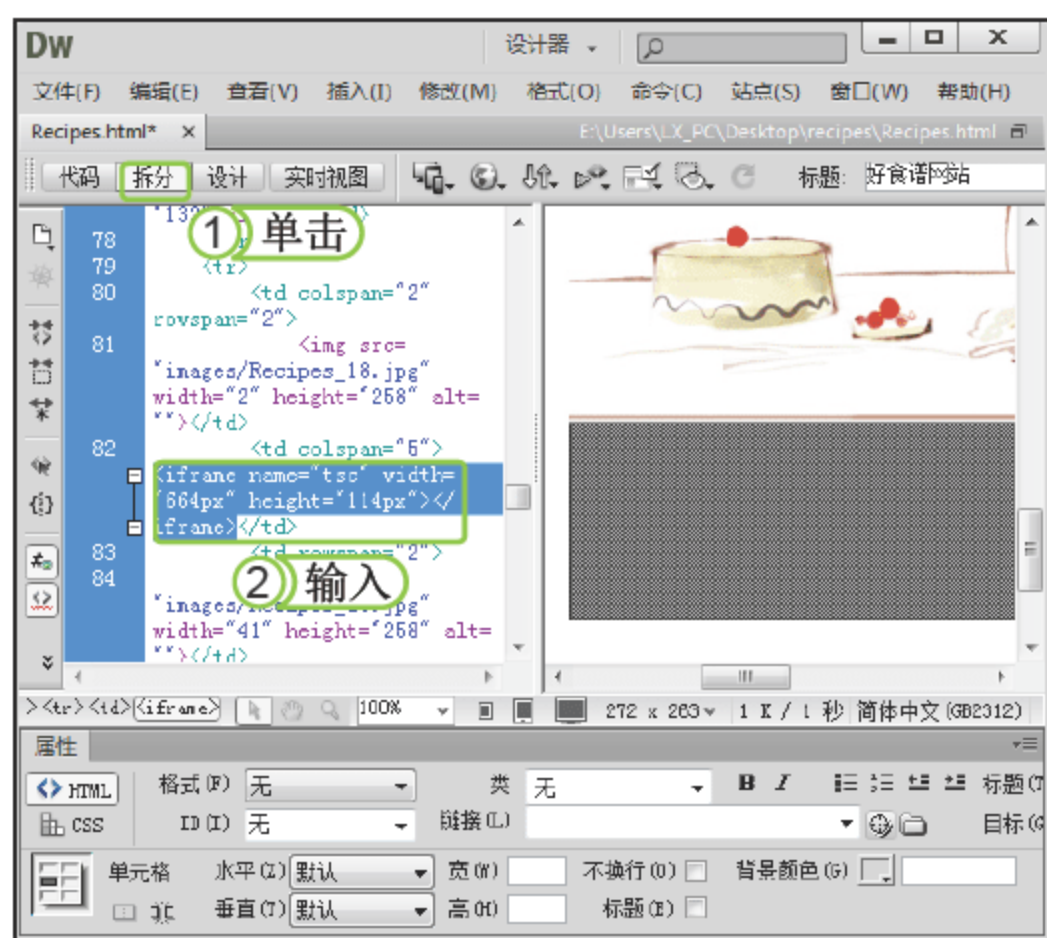 Dw 设计器
文件(F) 编辑(E) 查看(V) 插入(I) 修改(M) 格式(O) 命令(C) 站点(S) 窗口(W) 帮助(H)
Recipes.html* × E:\Users\LX_PC\Desktop\recipes\Recipes.html
代码 拆分 设计 实时视图 标题: 好食谱网站
① 单击
78
79 <tr>
80 <td colspan="2"
rowspan="2">
81 <img src=
"images/Recipes_18.jpg"
width="2" height="258" alt=
""></td>
82 <td colspan="5">
<iframe name="tsc" width=
"664px" height="114px"></
iframe></td>
83 <td rowspan="2">
84
② 输入
width="41" height="258" alt=
""></td>
><tr><td><iframe> 100% 272 x 263 1 K / 1 秒 简体中文(GB2312)
属性
<> HTML 格式(F) 无 类 无 B I 标题(T
CSS ID(I) 无 链接(L) 目标(G
单元格 水平(Z) 默认 宽(W) 不换行(O) 背景颜色(G)
垂直(T) 默认 高(H) 标题(E)